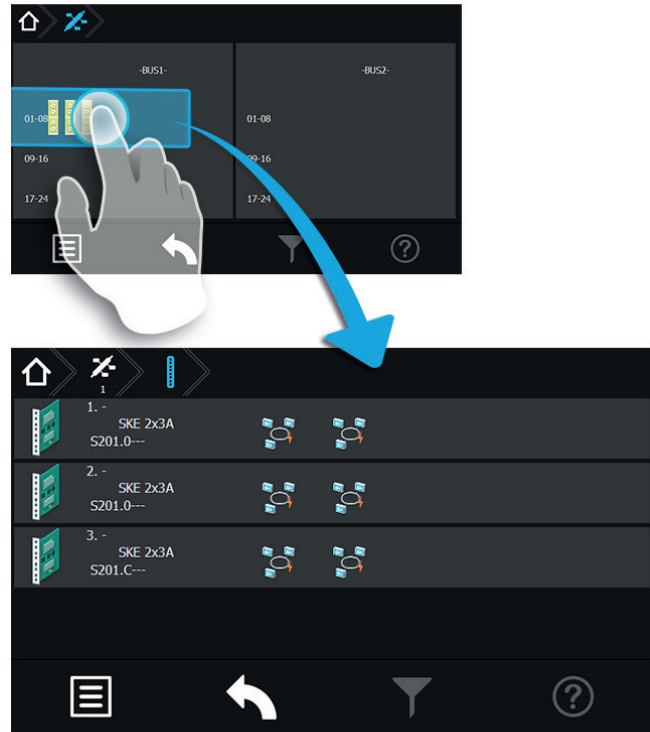 -BUS1-
-BUS2-
01-08
01-08
09-16
09-16
17-24
17-24
?
1
1. -
SKE 2x3A
S201.0---
2. -
SKE 2x3A
S201.0---
3. -
SKE 2x3A
S201.C---
?